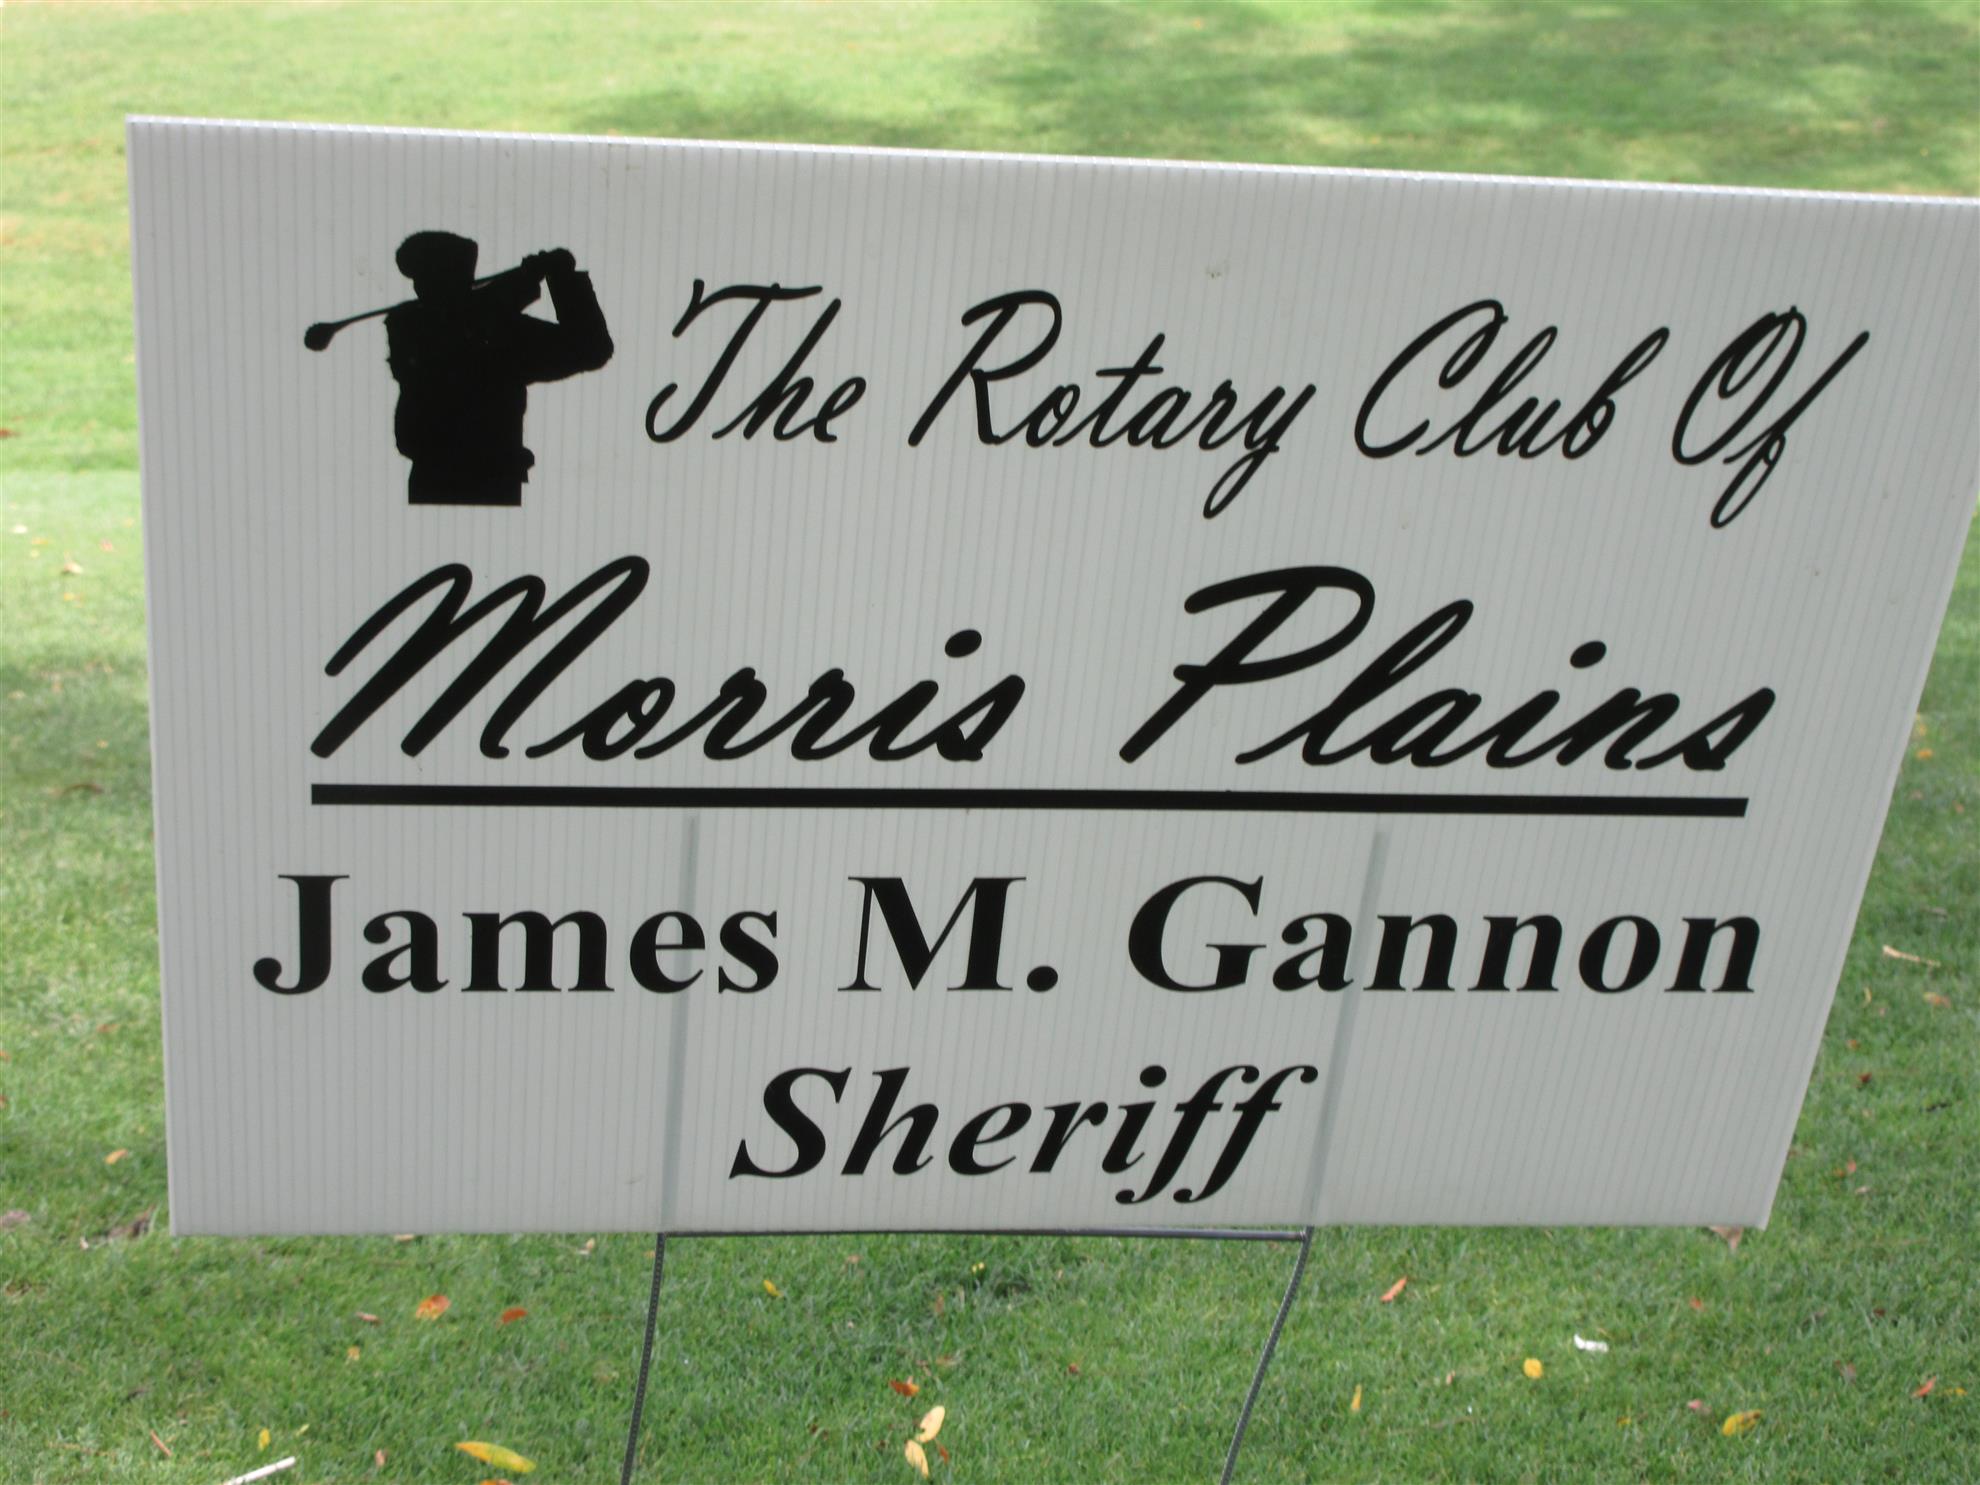 The Rotary Club Of
Morris Plains
James M. Gannon
Sheriff